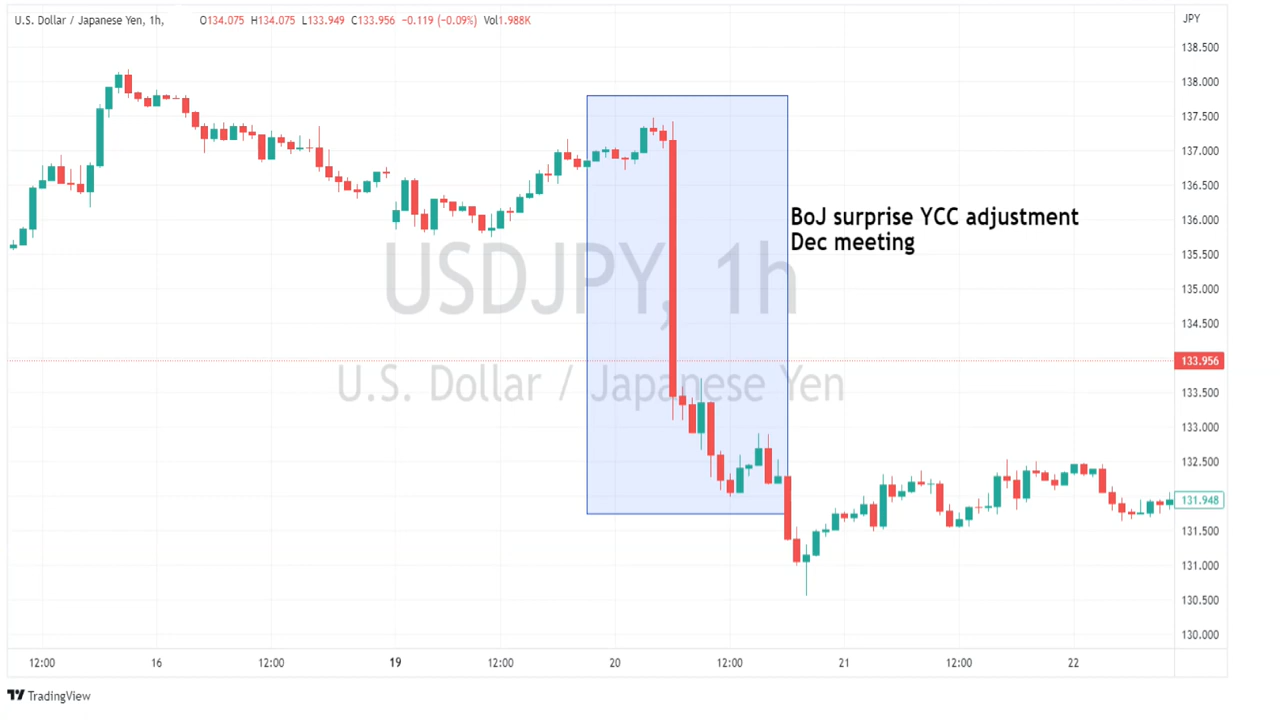 U.S. Dollar / Japanese Yen, 1h, O134.075 H134.075 L133.949 C133.956 −0.119 (−0.09%) Vol1.988K
JPY
138.500
138.000
137.500
137.000
136.500
136.000
BoJ surprise YCC adjustment
Dec meeting
135.500
USDJPY, 1h
135.000
134.500
133.956
U.S. Dollar / Japanese Yen
133.500
133.000
132.500
131.948
131.500
131.000
130.500
130.000
12:00 16 12:00 19 12:00 20 12:00 21 12:00 22
TradingView